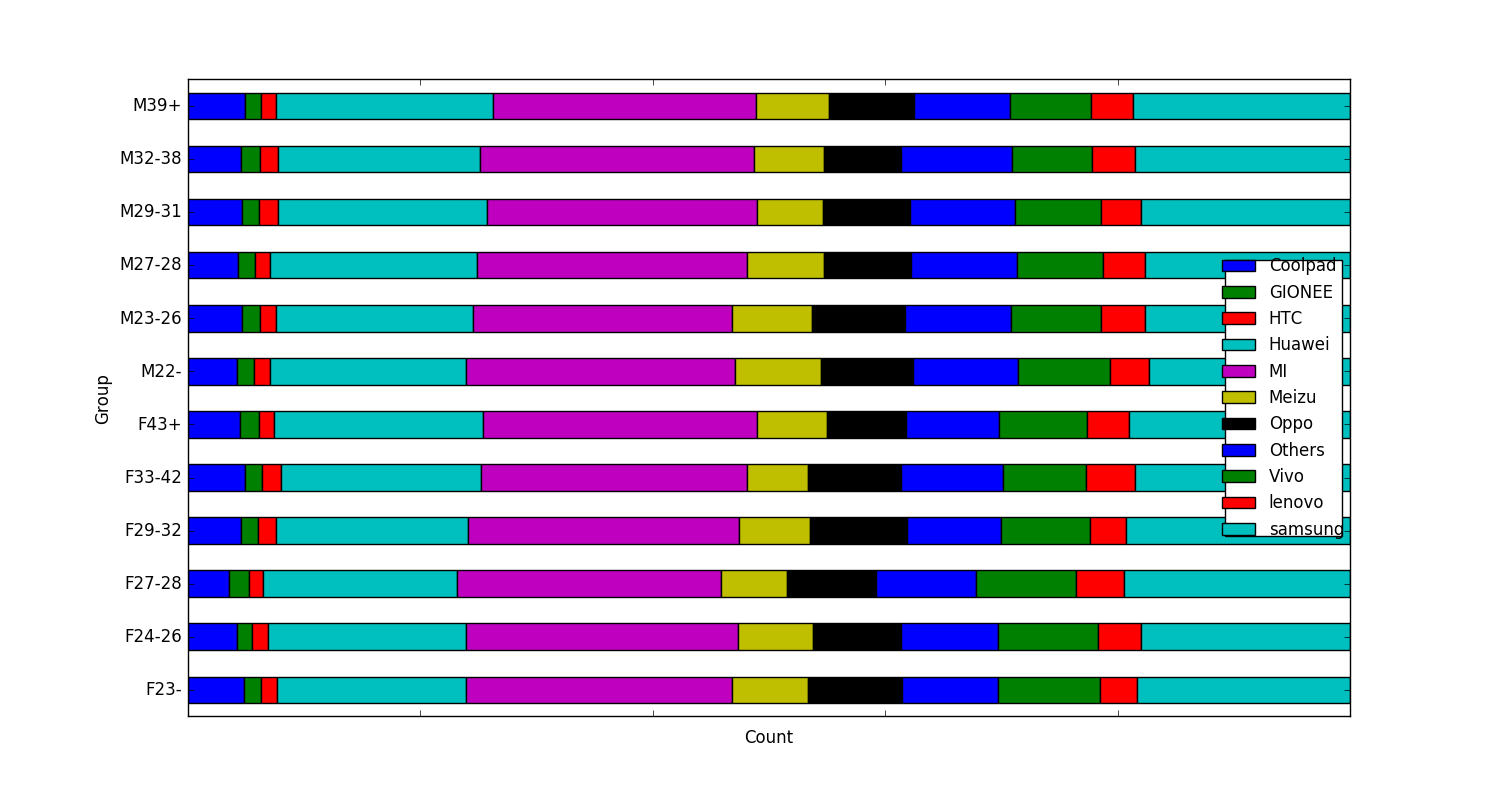 M39+
M32-38
M29-31
M27-28
M23-26
M22-
F43+
F33-42
F29-32
F27-28
F24-26
F23-
Group
Count
Coolpad
GIONEE
HTC
Huawei
MI
Meizu
Oppo
Others
Vivo
lenovo
samsung